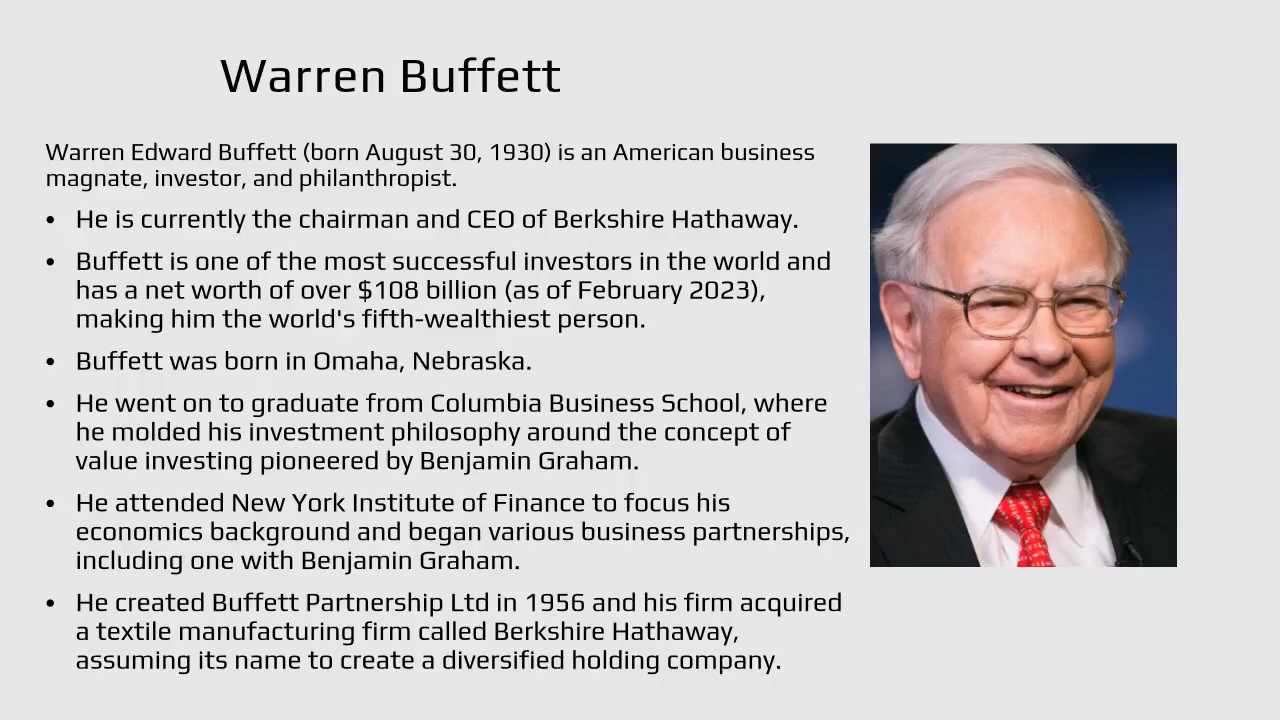 Warren Buffett
Warren Edward Buffett (born August 30, 1930) is an American business
magnate, investor, and philanthropist.
• He is currently the chairman and CEO of Berkshire Hathaway.
• Buffett is one of the most successful investors in the world and
has a net worth of over $108 billion (as of February 2023),
making him the world's fifth-wealthiest person.
• Buffett was born in Omaha, Nebraska.
• He went on to graduate from Columbia Business School, where
he molded his investment philosophy around the concept of
value investing pioneered by Benjamin Graham.
• He attended New York Institute of Finance to focus his
economics background and began various business partnerships,
including one with Benjamin Graham.
• He created Buffett Partnership Ltd in 1956 and his firm acquired
a textile manufacturing firm called Berkshire Hathaway,
assuming its name to create a diversified holding company.